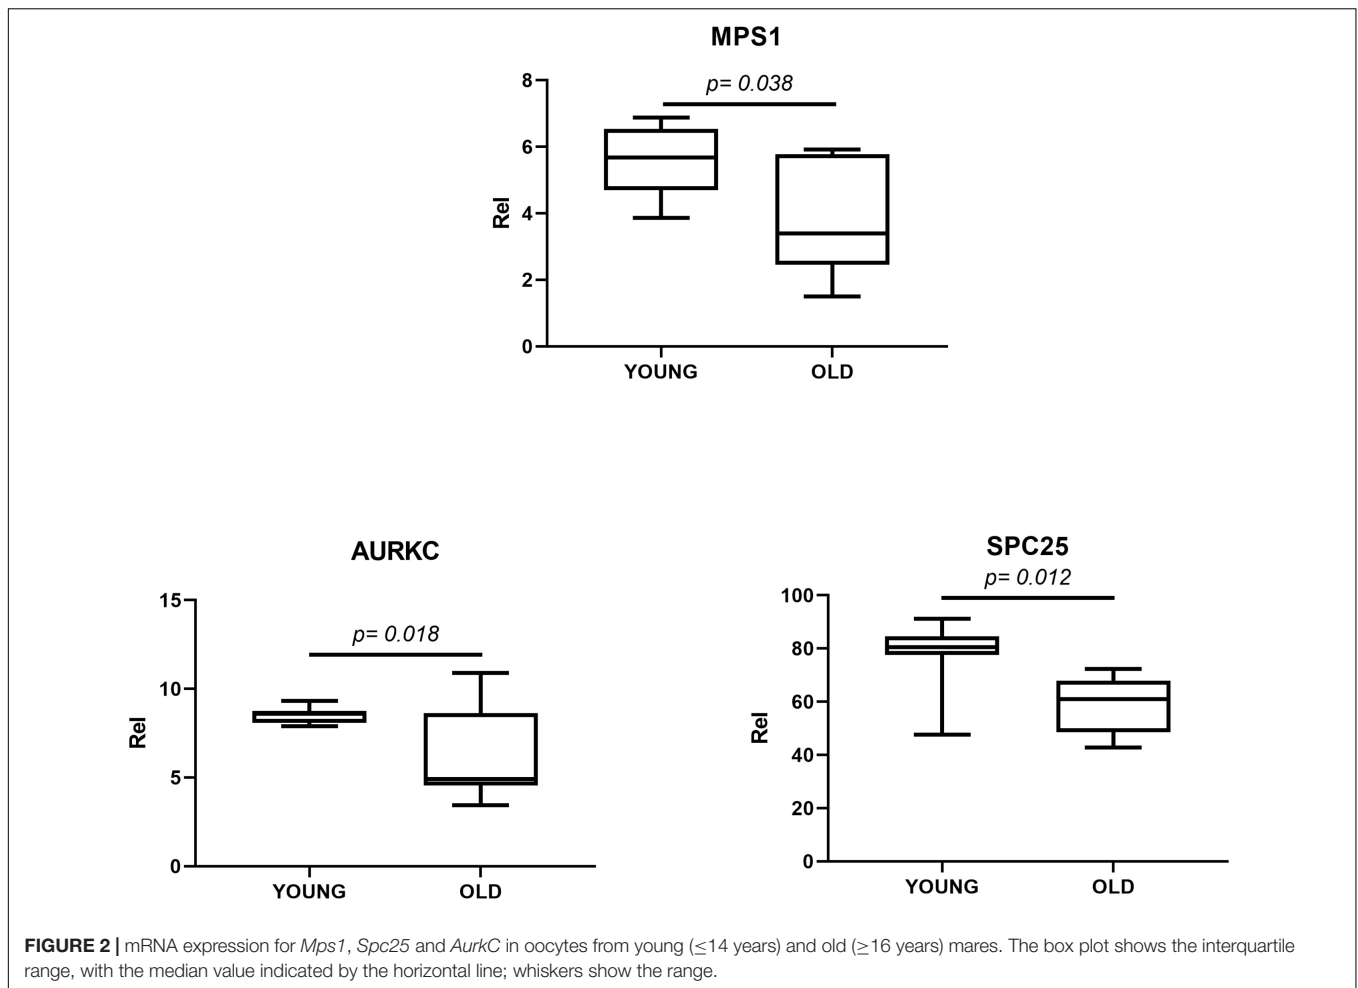 MPS1
p= 0.038
8
6
4
2
0
Rel
YOUNG OLD
AURKC
p= 0.018
15
10
5
0
Rel
YOUNG OLD
SPC25
p= 0.012
100
80
60
40
20
0
Rel
YOUNG OLD
FIGURE 2 | mRNA expression for Mps1, Spc25 and AurkC in oocytes from young (≤14 years) and old (≥16 years) mares. The box plot shows the interquartile
range, with the median value indicated by the horizontal line; whiskers show the range.